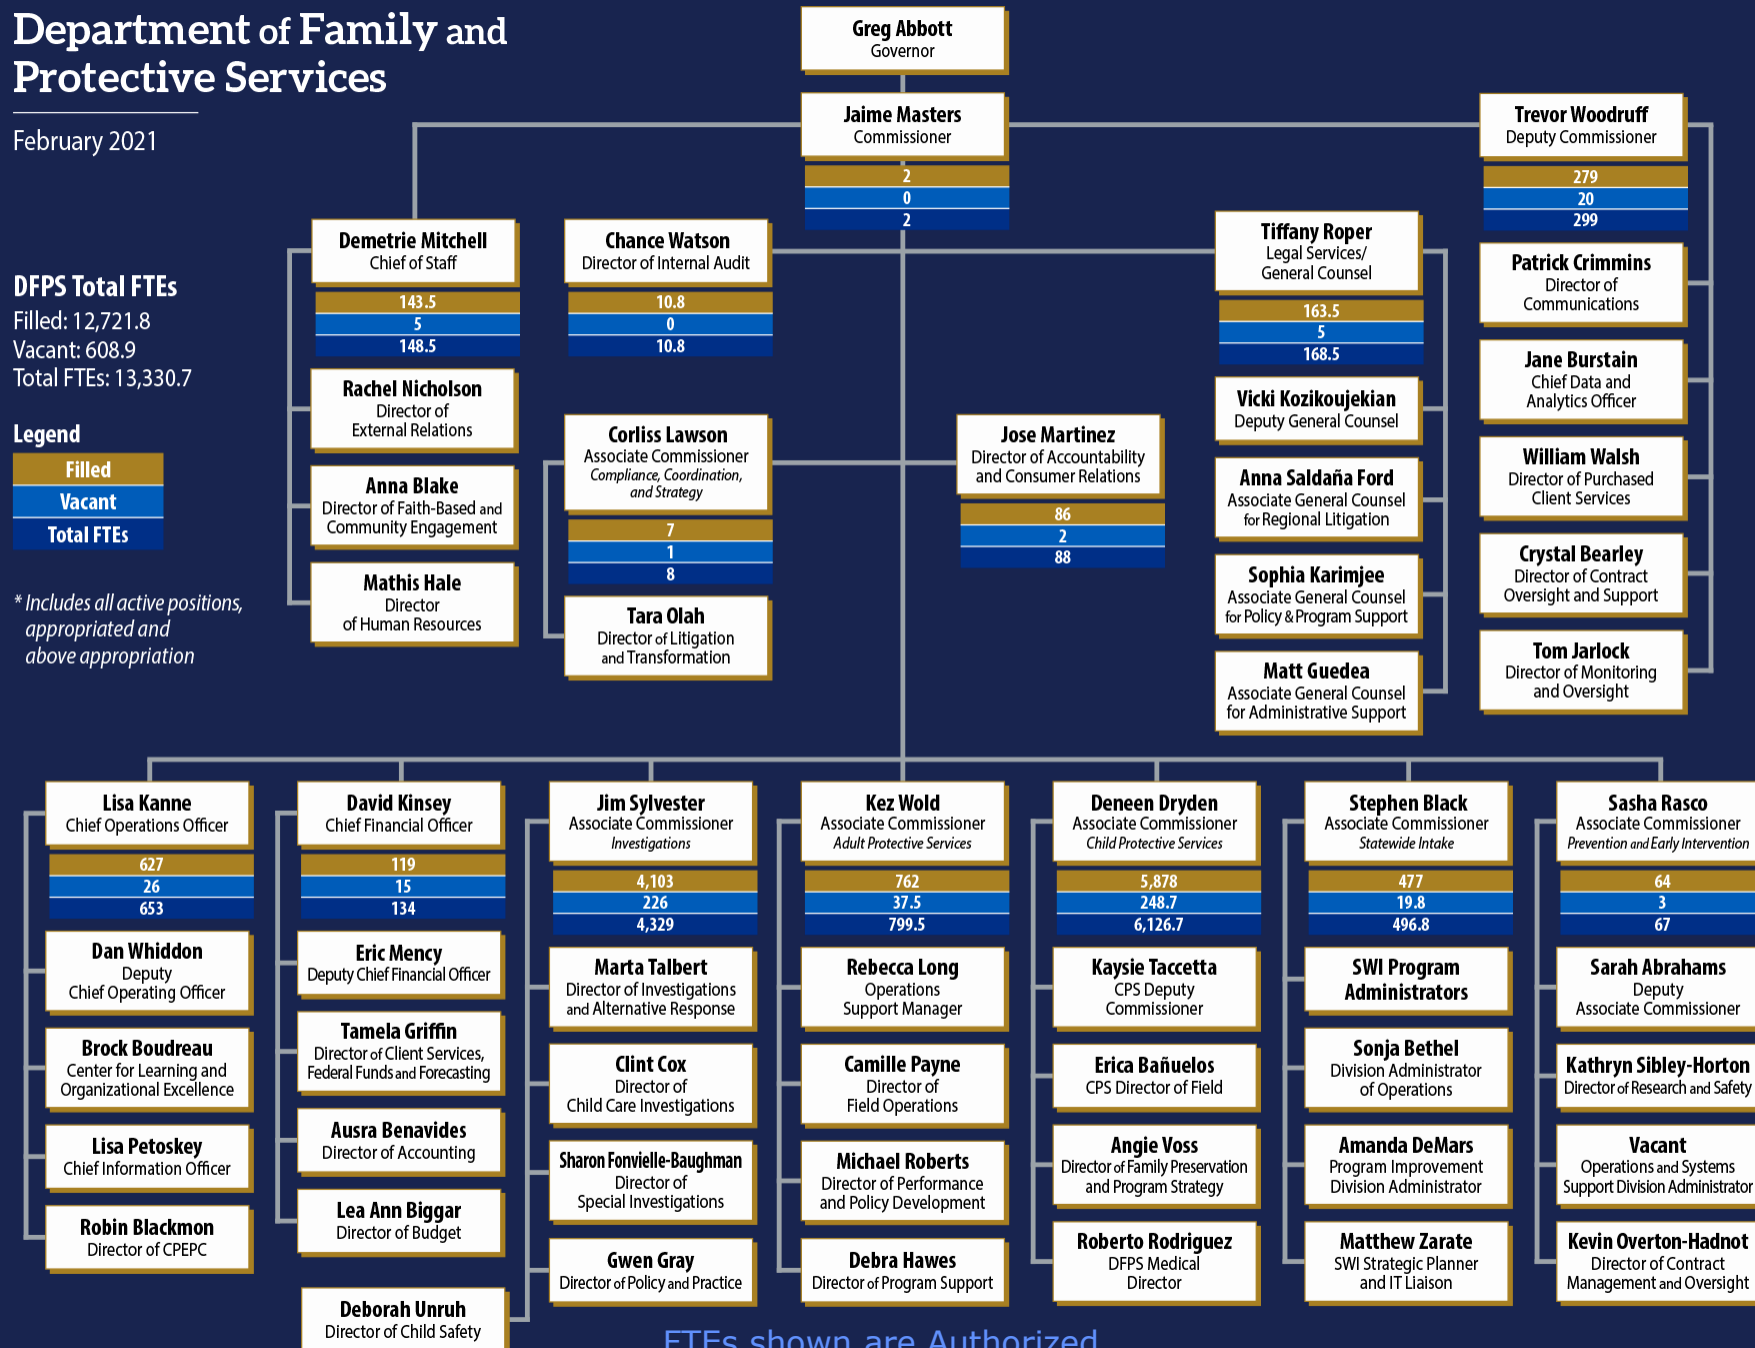 Department of Family and
Protective Services
February 2021
Greg Abbott
Governor
Jaime Masters
Commissioner
2
0
2
Trevor Woodruff
Deputy Commissioner
279
20
299
Patrick Crimmins
Director of
Communications
Jane Burstain
Chief Data and
Analytics Officer
William Walsh
Director of Purchased
Client Services
Crystal Bearley
Director of Contract
Oversight and Support
Tom Jarlock
Director of Monitoring
and Oversight
DFPS Total FTEs
Filled: 12,721.8
Vacant: 608.9
Total FTEs: 13,330.7
Legend
Filled
Vacant
Total FTEs
* Includes all active positions,
appropriated and
above appropriation
Demetrie Mitchell
Chief of Staff
143.5
5
148.5
Rachel Nicholson
Director of
External Relations
Anna Blake
Director of Faith-Based and
Community Engagement
Mathis Hale
Director
of Human Resources
Chance Watson
Director of Internal Audit
10.8
0
10.8
Corliss Lawson
Associate Commissioner
Compliance, Coordination,
and Strategy
7
1
8
Tara Olah
Director of Litigation
and Transformation
Jose Martinez
Director of Accountability
and Consumer Relations
86
2
88
Tiffany Roper
Legal Services/
General Counsel
163.5
5
168.5
Vicki Kozikoujekian
Deputy General Counsel
Anna Saldaña Ford
Associate General Counsel
for Regional Litigation
Sophia Karimjee
Associate General Counsel
for Policy & Program Support
Matt Guedea
Associate General Counsel
for Administrative Support
Lisa Kanne
Chief Operations Officer
627
26
653
Dan Whiddon
Deputy
Chief Operating Officer
Brock Boudreau
Center for Learning and
Organizational Excellence
Lisa Petoskey
Chief Information Officer
Robin Blackmon
Director of CPEPC
David Kinsey
Chief Financial Officer
119
15
134
Eric Mency
Deputy Chief Financial Officer
Tamela Griffin
Director of Client Services,
Federal Funds and Forecasting
Ausra Benavides
Director of Accounting
Lea Ann Biggar
Director of Budget
Jim Sylvester
Associate Commissioner
Investigations
4,103
226
4,329
Marta Talbert
Director of Investigations
and Alternative Response
Clint Cox
Director of
Child Care Investigations
Sharon Fonvielle-Baughman
Director of
Special Investigations
Gwen Gray
Director of Policy and Practice
Deborah Unruh
Director of Child Safety
Kez Wold
Associate Commissioner
Adult Protective Services
762
37.5
799.5
Rebecca Long
Operations
Support Manager
Camille Payne
Director of
Field Operations
Michael Roberts
Director of Performance
and Policy Development
Debra Hawes
Director of Program Support
Deneen Dryden
Associate Commissioner
Child Protective Services
5,878
248.7
6,126.7
Kaysie Taccetta
CPS Deputy
Commissioner
Erica Bañuelos
CPS Director of Field
Angie Voss
Director of Family Preservation
and Program Strategy
Roberto Rodriguez
DFPS Medical
Director
Stephen Black
Associate Commissioner
Statewide Intake
477
19.8
496.8
SWI Program
Administrators
Sonja Bethel
Division Administrator
of Operations
Amanda DeMars
Program Improvement
Division Administrator
Matthew Zarate
SWI Strategic Planner
and IT Liaison
Sasha Rasco
Associate Commissioner
Prevention and Early Intervention
64
3
67
Sarah Abrahams
Deputy
Associate Commissioner
Kathryn Sibley-Horton
Director of Research and Safety
Vacant
Operations and Systems
Support Division Administrator
Kevin Overton-Hadnot
Director of Contract
Management and Oversight
FTEs shown are Authorized